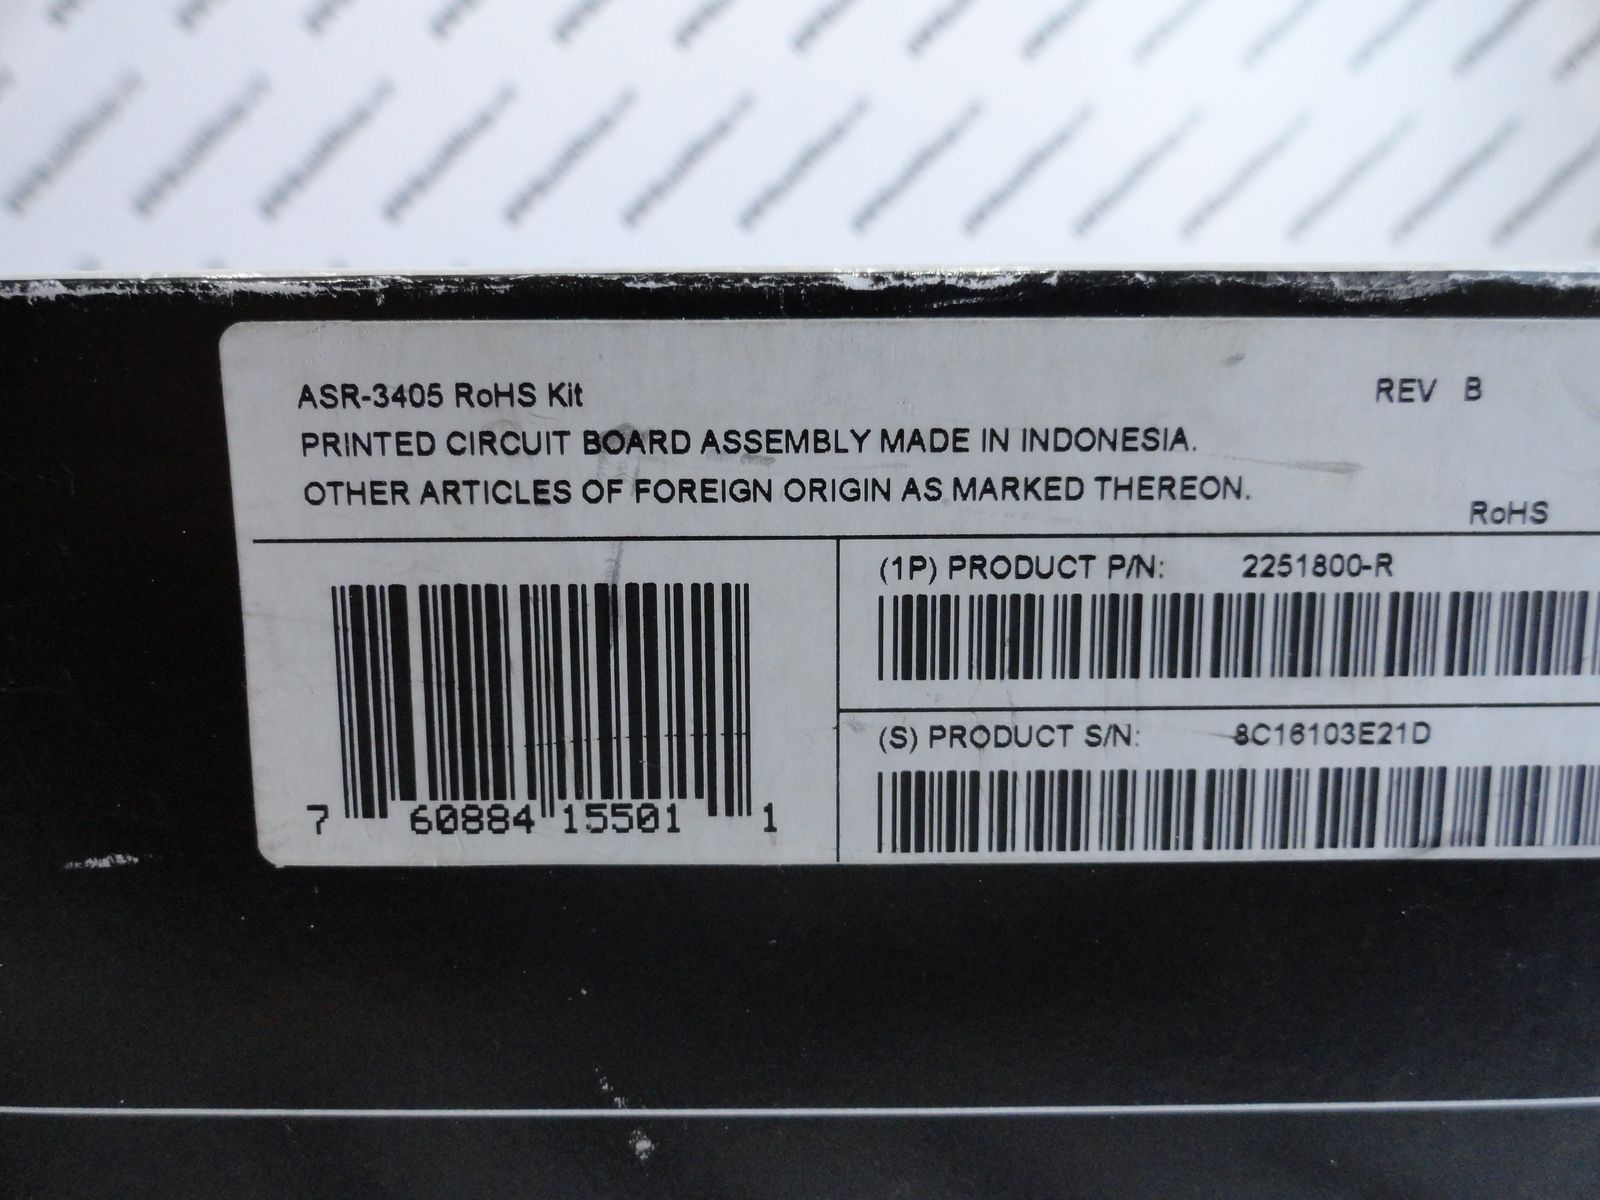 ASR-3405 RoHS Kit
REV B
PRINTED CIRCUIT BOARD ASSEMBLY MADE IN INDONESIA.
OTHER ARTICLES OF FOREIGN ORIGIN AS MARKED THEREON.
RoHS
(1P) PRODUCT P/N: 2251800-R
(S) PRODUCT S/N: 8C16103E21D
7 60884 15501 1